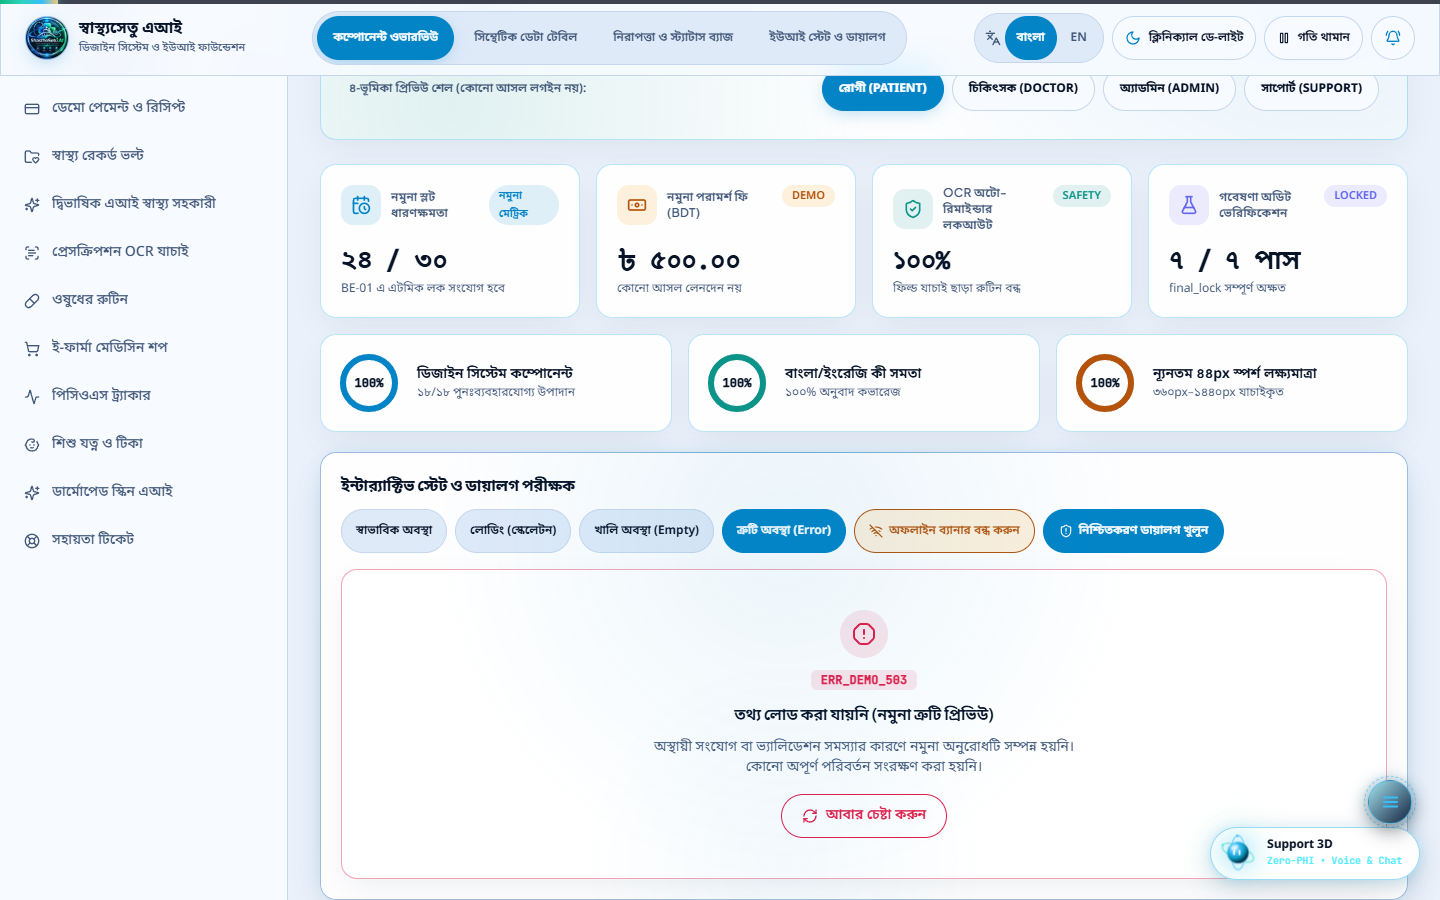 স্বাস্থ্যসেতু এআই
ডিজাইন সিস্টেম ও ইউআই ফাউন্ডেশন
কম্পোনেন্ট ওভারভিউ
সিন্থেটিক ডেটা টেবিল
নিরাপত্তা ও স্ট্যাটাস ব্যাজ
ইউআই স্টেট ও ডায়ালগ
বাংলা
EN
ক্লিনিক্যাল ডে-লাইট
গতি থামান
ডেমো পেমেন্ট ও রিসিপ্ট
স্বাস্থ্য রেকর্ড ভল্ট
দ্বিভাষিক এআই স্বাস্থ্য সহকারী
প্রেসক্রিপশন OCR যাচাই
ওষুধের রুটিন
ই-ফার্মা মেডিসিন শপ
পিসিওএস ট্র্যাকার
শিশু যত্ন ও টিকা
ডার্মোপেড স্কিন এআই
সহায়তা টিকেট
৪-ভূমিকা প্রিভিউ শেল (কোনো আসল লগইন নয়):
রোগী (PATIENT)
চিকিৎসক (DOCTOR)
অ্যাডমিন (ADMIN)
সাপোর্ট (SUPPORT)
নমুনা স্লট
ধারণক্ষমতা
নমুনা
মেট্রিক
২৪ / ৩০
BE-01 এ এটমিক লক সংযোগ হবে
নমুনা পরামর্শ ফি
(BDT)
DEMO
৳ ৫০০.০০
কোনো আসল লেনদেন নয়
OCR অটো-
রিমাইন্ডার
লকআউট
SAFETY
১০০%
ফিল্ড যাচাই ছাড়া রুটিন বন্ধ
গবেষণা অডিট
ভেরিফিকেশন
LOCKED
৭ / ৭ পাস
final_lock সম্পূর্ণ অক্ষত
100%
ডিজাইন সিস্টেম কম্পোনেন্ট
১৮/১৮ পুনঃব্যবহারযোগ্য উপাদান
100%
বাংলা/ইংরেজি কী সমতা
১০০% অনুবাদ কভারেজ
100%
ন্যূনতম ৪৪px স্পর্শ লক্ষ্যমাত্রা
৩৬০px–১৪৪০px যাচাইকৃত
ইন্টার‍্যাক্টিভ স্টেট ও ডায়ালগ পরীক্ষক
স্বাভাবিক অবস্থা
লোডিং (স্কেলেটন)
খালি অবস্থা (Empty)
ত্রুটি অবস্থা (Error)
অফলাইন ব্যানার বন্ধ করুন
নিশ্চিতকরণ ডায়ালগ খুলুন
ERR_DEMO_503
তথ্য লোড করা যায়নি (নমুনা ত্রুটি প্রিভিউ)
অস্থায়ী সংযোগ বা ভ্যালিডেশন সমস্যার কারণে নমুনা অনুরোধটি সম্পন্ন হয়নি।
কোনো অপূর্ণ পরিবর্তন সংরক্ষণ করা হয়নি।
আবার চেষ্টা করুন
Support 3D
Zero-PHI • Voice & Chat